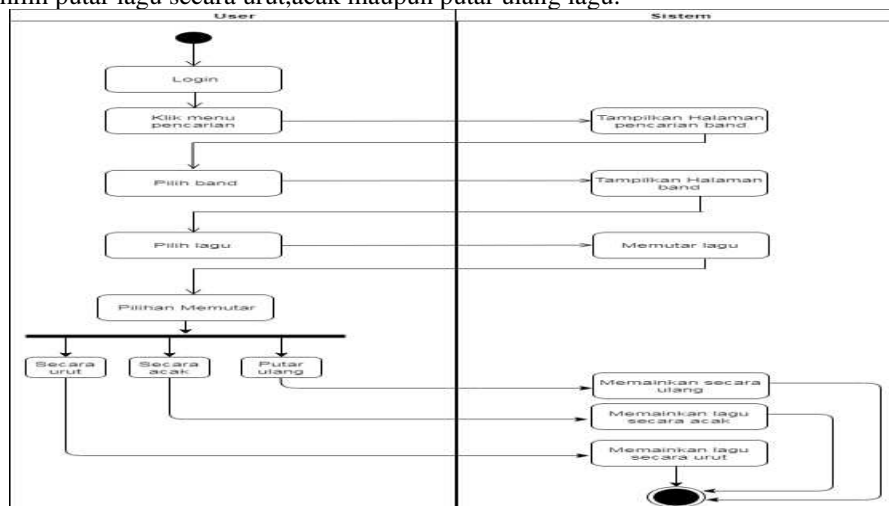 putar lagu secara urut,acak maupun putar ulang lagu.
User
Sistem
Login
Klik menu
pencarian
Tampilkan Halaman
pencarian band
Pilih band
Tampilkan Halaman
band
Pilih lagu
Memutar lagu
Pilihan Memutar
Secara
urut
Secara
acak
Putar
ulang
Memainkan secara
ulang
Memainkan lagu
secara acak
Memainkan lagu
secara urut